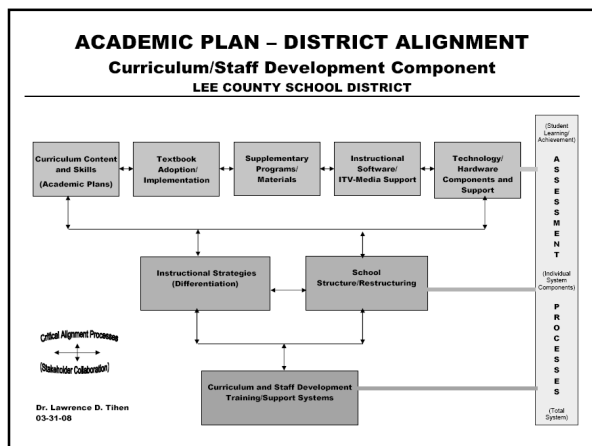 ACADEMIC PLAN – DISTRICT ALIGNMENT
Curriculum/Staff Development Component
LEE COUNTY SCHOOL DISTRICT
Curriculum Content
and Skills
(Academic Plans)
Textbook
Adoption/
Implementation
Supplementary
Programs/
Materials
Instructional
Software/
ITV-Media Support
Technology/
Hardware
Components and
Support
(Student
Learning/
Achievement)
A
S
S
E
S
S
M
E
N
T
Instructional Strategies
(Differentiation)
School
Structure/Restructuring
(Individual
System
Components)
P
R
O
C
E
S
S
E
S
(Total
System)
Critical Alignment Processes
(Stakeholder Collaboration)
Curriculum and Staff Development
Training/Support Systems
Dr. Lawrence D. Tihen
03-31-08